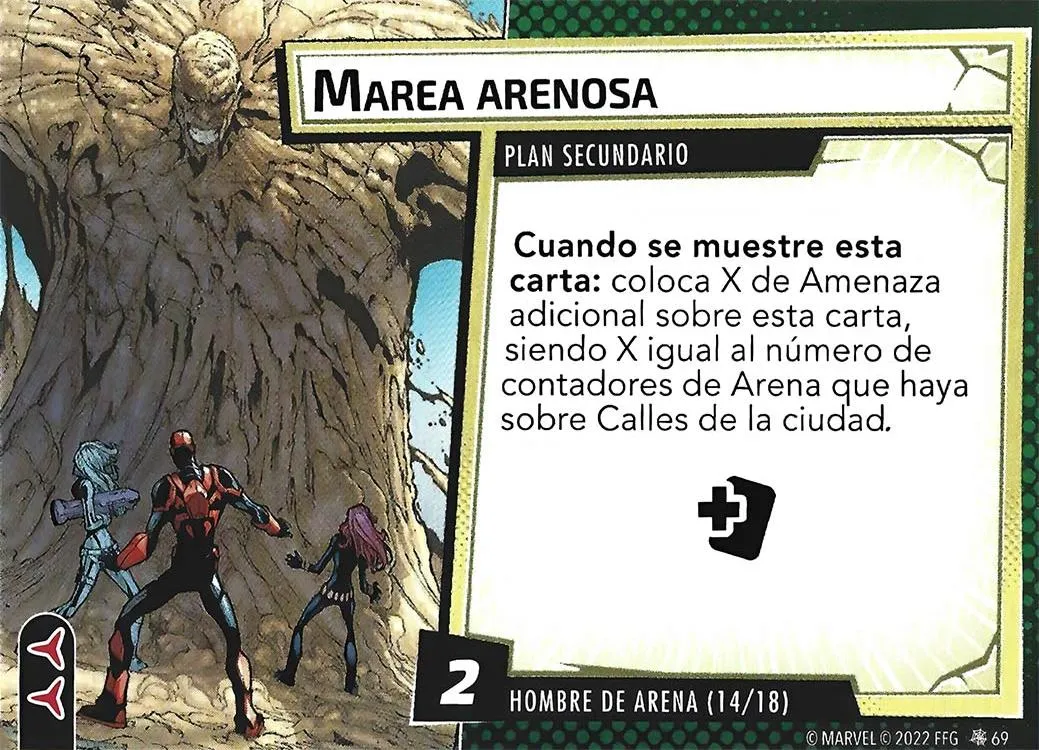 MAREA ARENOSA
PLAN SECUNDARIO
Cuando se muestre esta
carta: coloca X de Amenaza
adicional sobre esta carta,
siendo X igual al número de
contadores de Arena que haya
sobre Calles de la ciudad.
2
HOMBRE DE ARENA (14/18)
© MARVEL © 2022 FFG 69